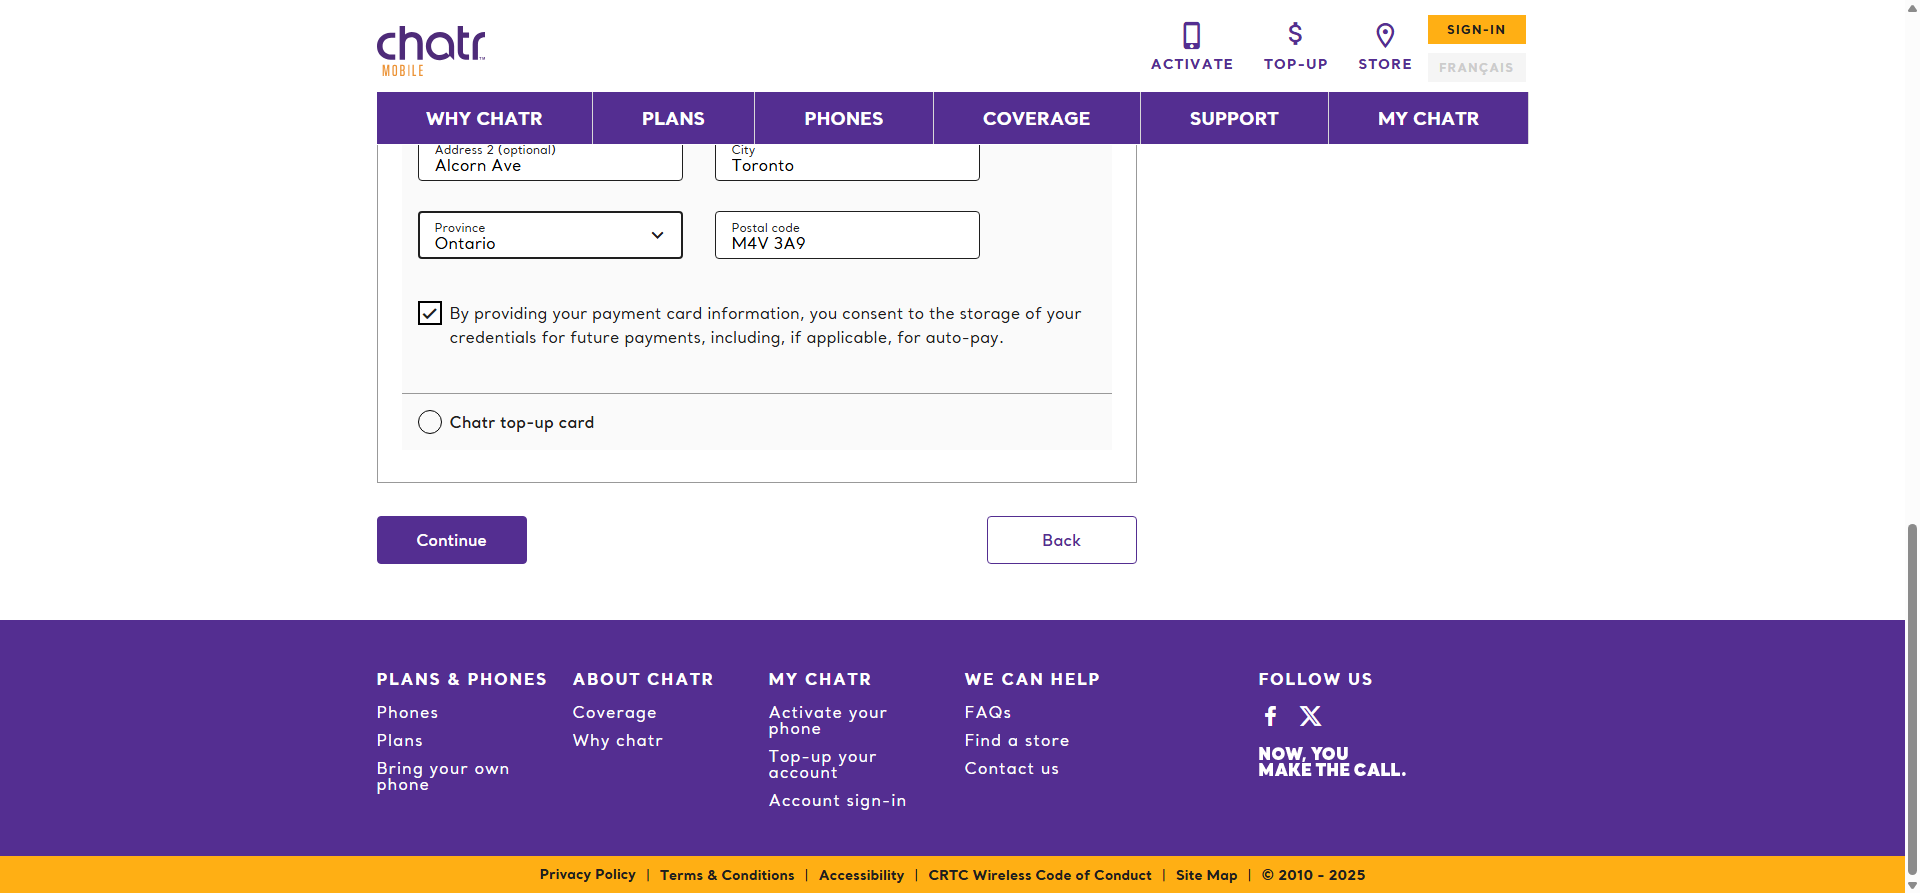 chatr
MOBILE
ACTIVATE
TOP-UP
STORE
SIGN-IN
FRANÇAIS
WHY CHATR
PLANS
PHONES
COVERAGE
SUPPORT
MY CHATR
Address 2 (optional)
Alcorn Ave
City
Toronto
Province
Ontario
Postal code
M4V 3A9
By providing your payment card information, you consent to the storage of your
credentials for future payments, including, if applicable, for auto-pay.
Chatr top-up card
Continue
Back
PLANS & PHONES
Phones
Plans
Bring your own
phone
ABOUT CHATR
Coverage
Why chatr
MY CHATR
Activate your
phone
Top-up your
account
Account sign-in
WE CAN HELP
FAQs
Find a store
Contact us
FOLLOW US
NOW, YOU
MAKE THE CALL.
Privacy Policy | Terms & Conditions | Accessibility | CRTC Wireless Code of Conduct | Site Map | © 2010 - 2025